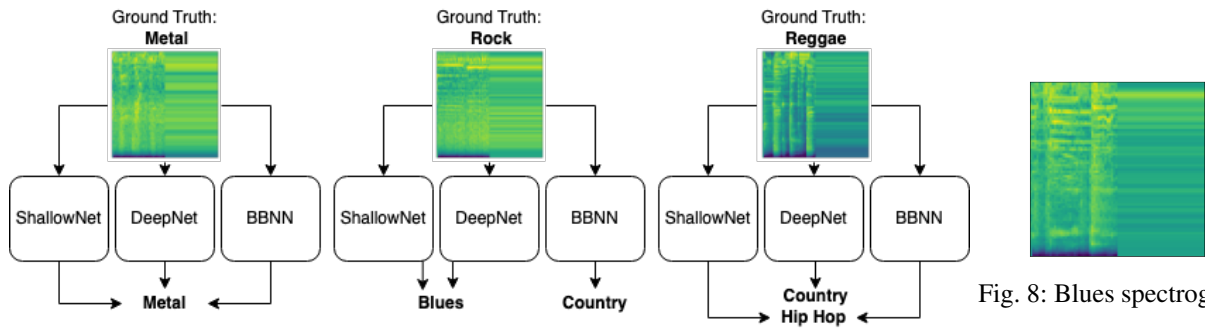 Ground Truth:
Metal
ShallowNet
DeepNet
BBNN
Metal
Ground Truth:
Rock
ShallowNet
DeepNet
BBNN
Blues
Country
Ground Truth:
Reggae
ShallowNet
DeepNet
BBNN
Country
Hip Hop
Fig. 8: Blues spectrog